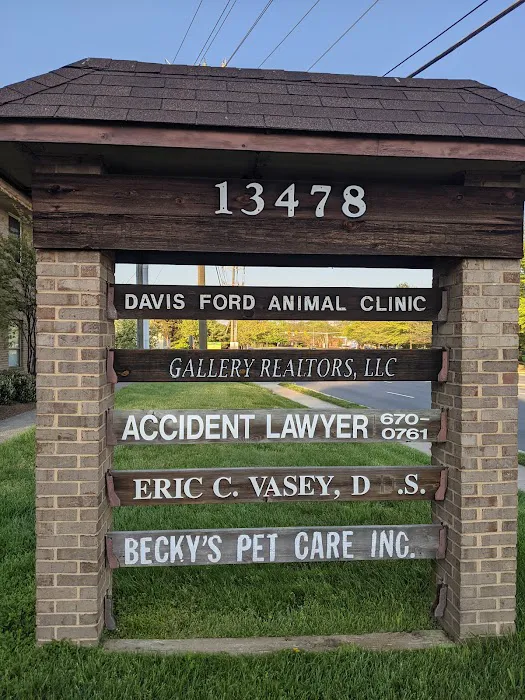 13478
DAVIS FORD ANIMAL CLINIC
GALLERY REALTORS, LLC
ACCIDENT LAWYER 670-
0761
ERIC C. VASEY, D .S.
BECKY'S PET CARE INC.